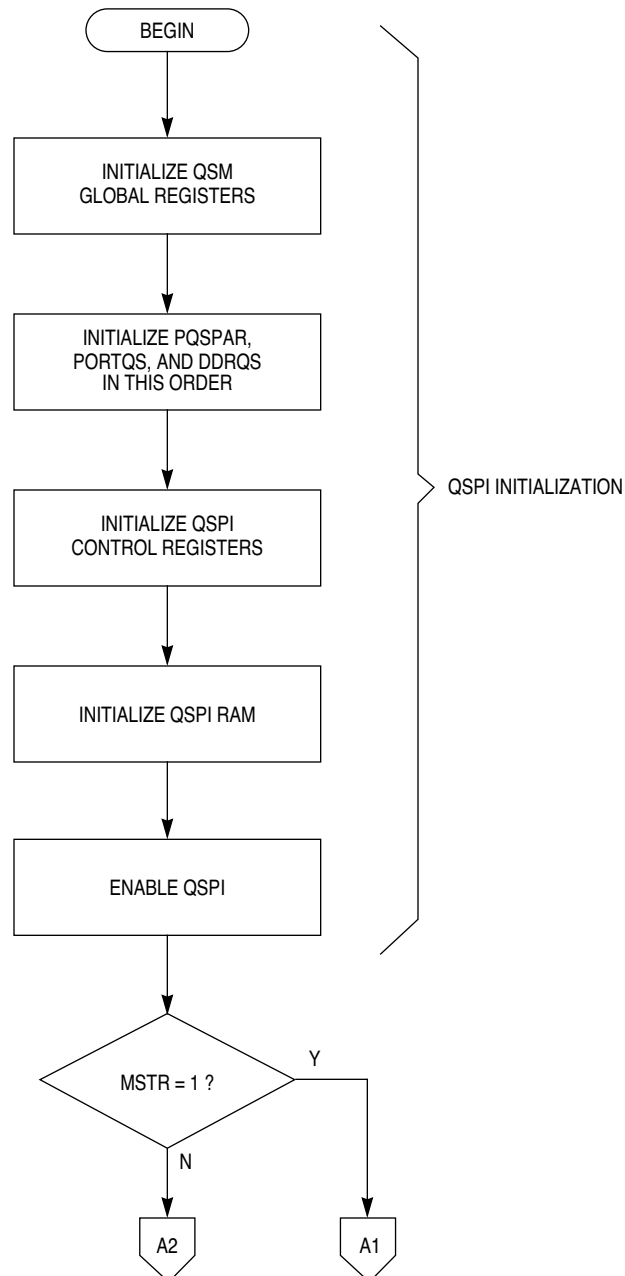 BEGIN
INITIALIZE QSM
GLOBAL REGISTERS
INITIALIZE PQSPAR,
PORTQS, AND DDRQS
IN THIS ORDER
QSPI INITIALIZATION
INITIALIZE QSPI
CONTROL REGISTERS
INITIALIZE QSPI RAM
ENABLE QSPI
MSTR = 1 ?
Y
N
A2
A1